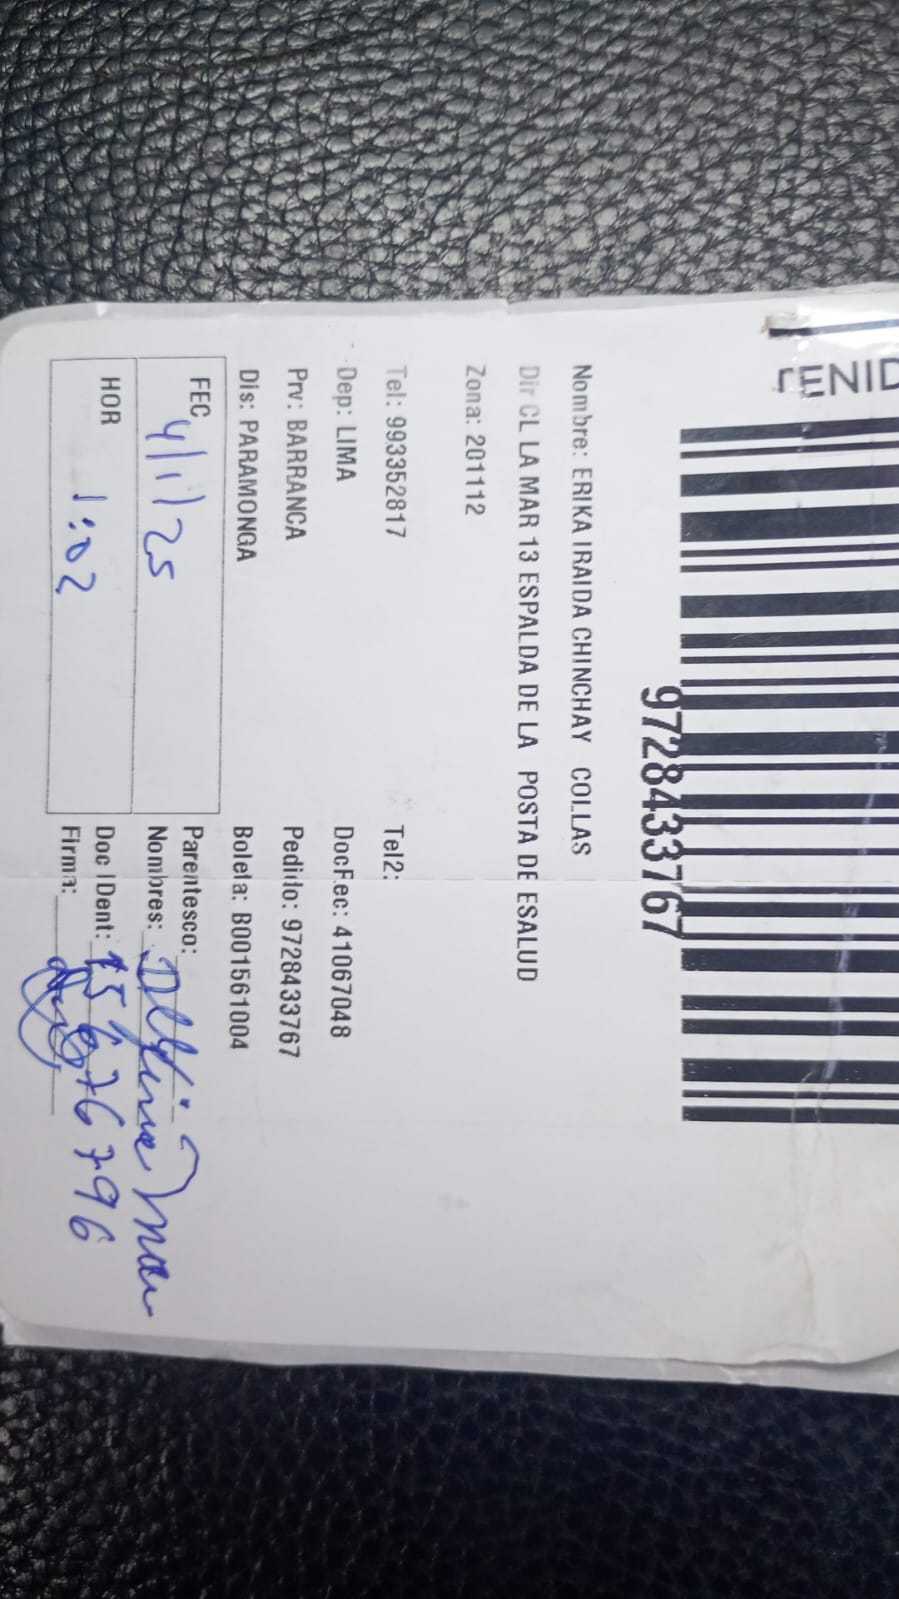 9728433767
Nombre: ERIKA IRAIDA CHINCHAY COLLAS
Dir CL LA MAR 13 ESPALDA DE LA POSTA DE ESALUD
Zona: 201112
Tel: 993352817 Tel2:
Dep: LIMA DocFec: 41067048
Prv: BARRANCA Pedido: 9728433767
Dis: PARAMONGA Boleta: B001561004
FEC 4/1/25 Parentesco:
Nombres:
HOR 1:02 Doc IDent: 15676796
Firma: